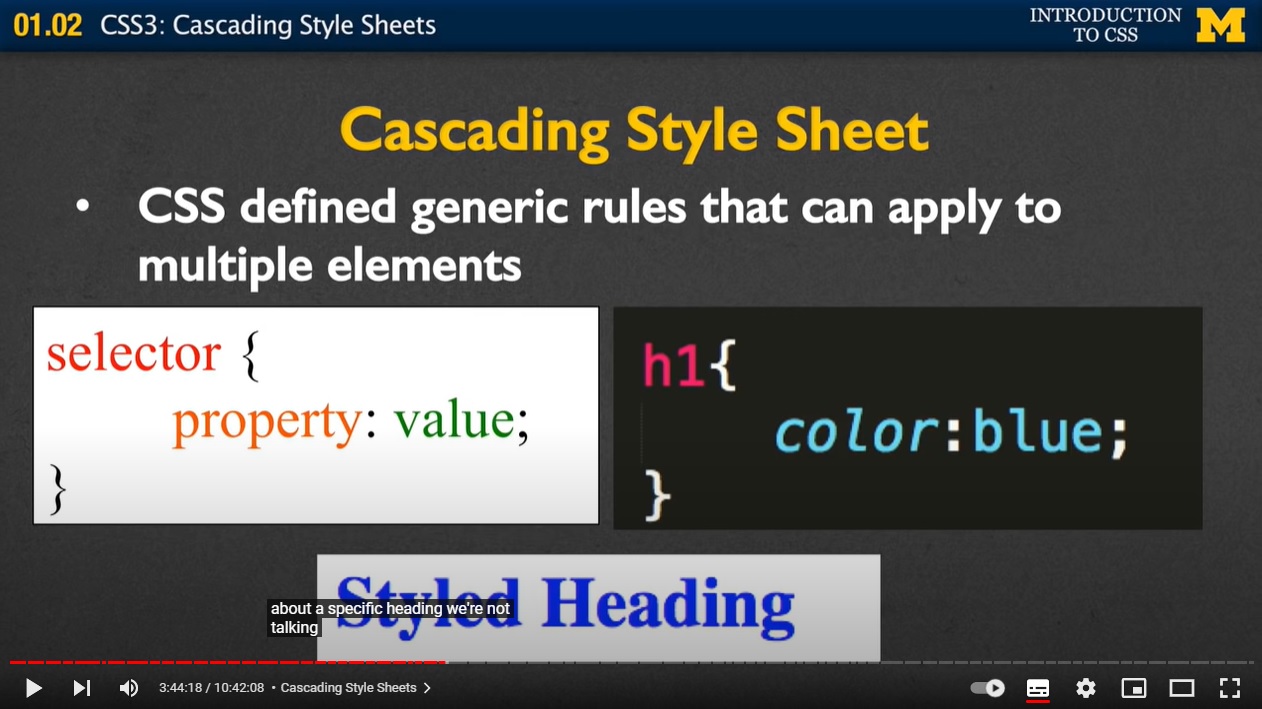 01.02 CSS3: Cascading Style Sheets
INTRODUCTION
TO CSS
M
Cascading Style Sheet
• CSS defined generic rules that can apply to
multiple elements
selector {
property: value;
}
h1{
color:blue;
}
Styled Heading
about a specific heading we're not
talking
3:44:18 / 10:42:08 • Cascading Style Sheets